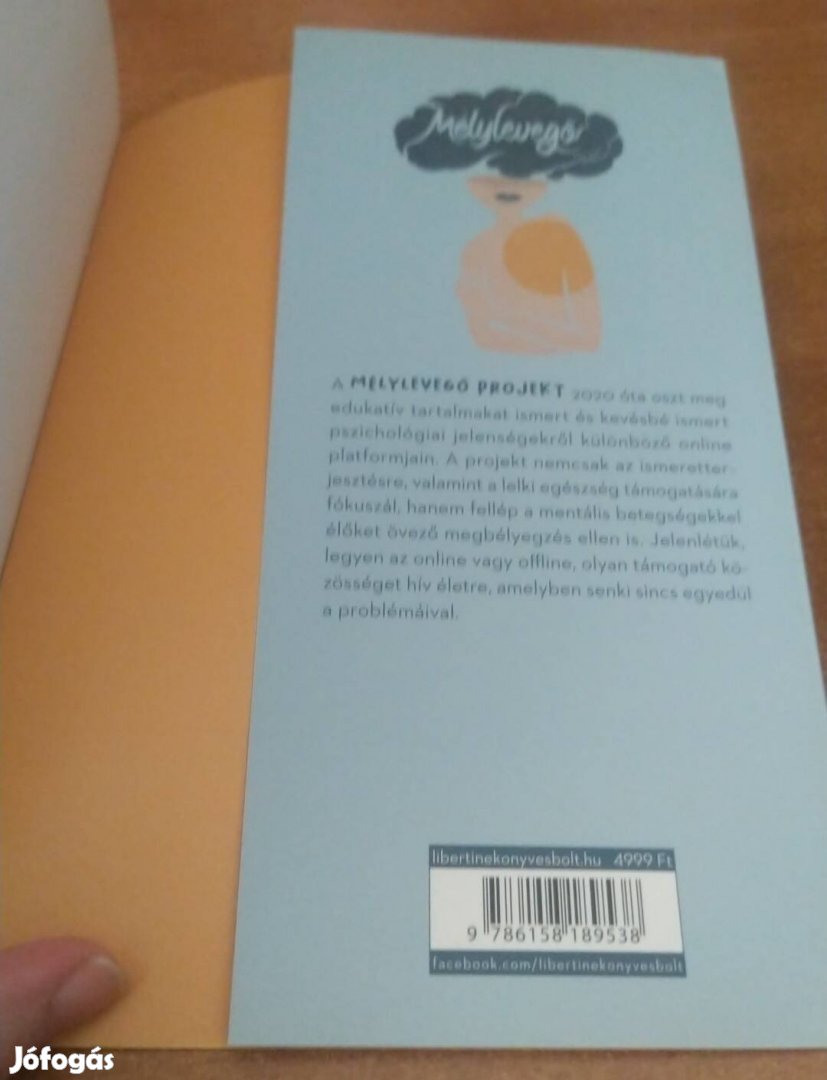 Mélylevegő
A MÉLYLEVEGŐ PROJEKT 2020 óta oszt meg
edukatív tartalmakat ismert és kevésbé ismert
pszichológiai jelenségekről különböző online
platformjain. A projekt nemcsak az ismeretter-
jesztésre, valamint a lelki egészség támogatására
fókuszál, hanem fellép a mentális betegségekkel
élőket övező megbélyegzés ellen is. Jelenlétük,
legyen az online vagy offline, olyan támogató kö-
zösséget hív életre, amelyben senki sincs egyedül
a problémáival.
libertinekonyvesbolt.hu 4999 Ft
9 786158 189538
facebook.com/libertinekonyvesbolt
Jófogás